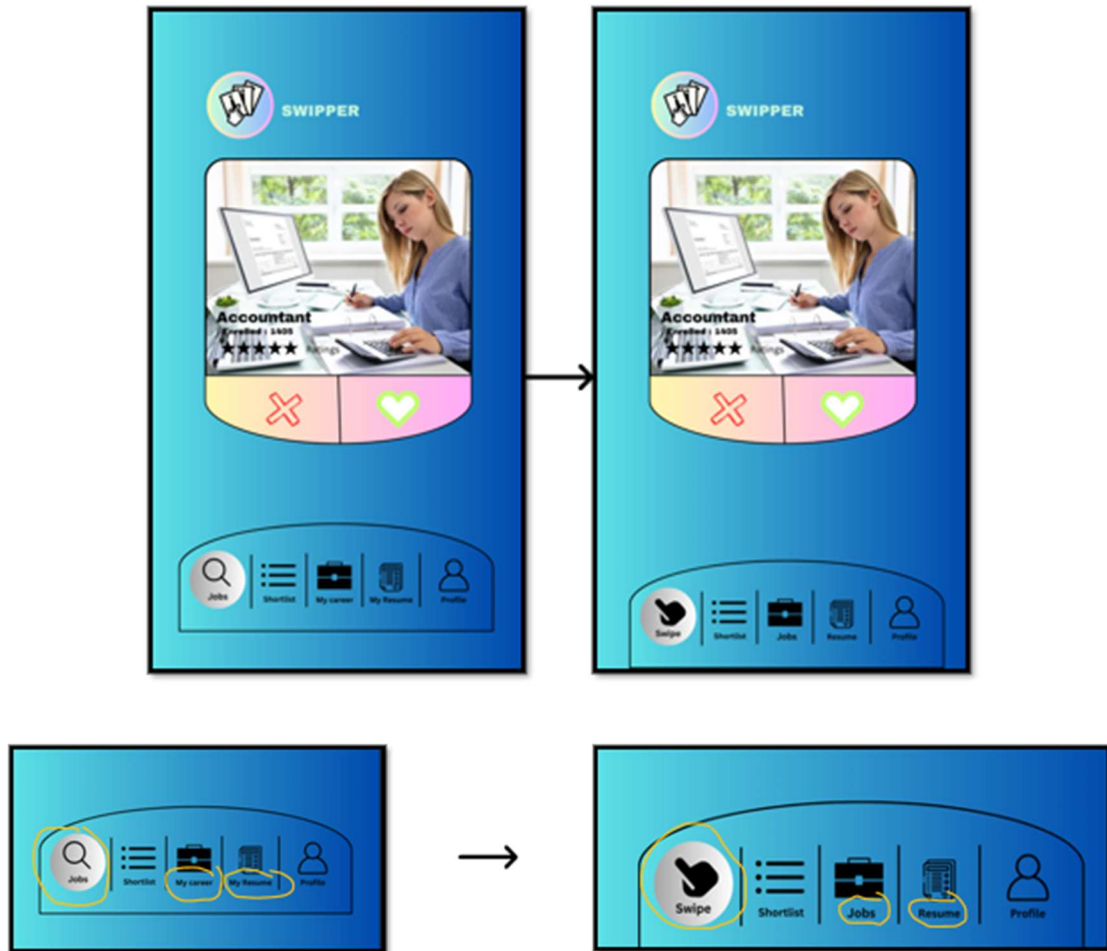 SWIPPER
Accountant
Enrolled : 1405
Ratings
Jobs
Shortlist
My career
My Resume
Profile
SWIPPER
Accountant
Enrolled : 1405
Ratings
Swipe
Shortlist
Jobs
Resume
Profile
Jobs
Shortlist
My career
My Resume
Profile
Swipe
Shortlist
Jobs
Resume
Profile